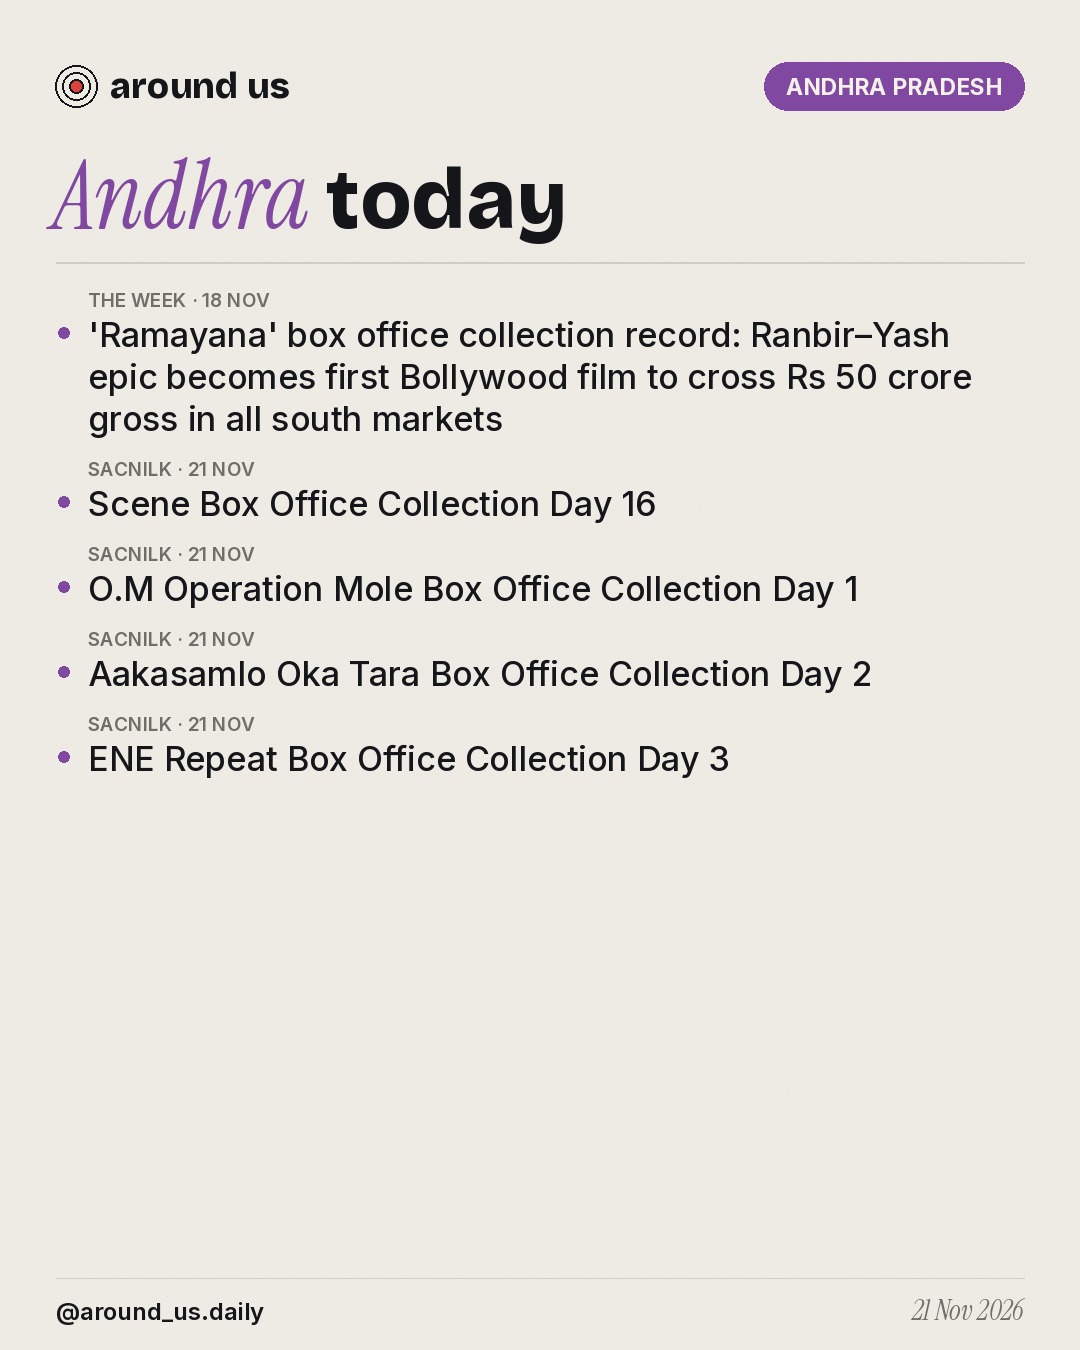 around us
ANDHRA PRADESH
Andhra today
THE WEEK · 18 NOV
'Ramayana' box office collection record: Ranbir–Yash
epic becomes first Bollywood film to cross Rs 50 crore
gross in all south markets
SACNILK · 21 NOV
Scene Box Office Collection Day 16
SACNILK · 21 NOV
O.M Operation Mole Box Office Collection Day 1
SACNILK · 21 NOV
Aakasamlo Oka Tara Box Office Collection Day 2
SACNILK · 21 NOV
ENE Repeat Box Office Collection Day 3
@around_us.daily
21 Nov 2026